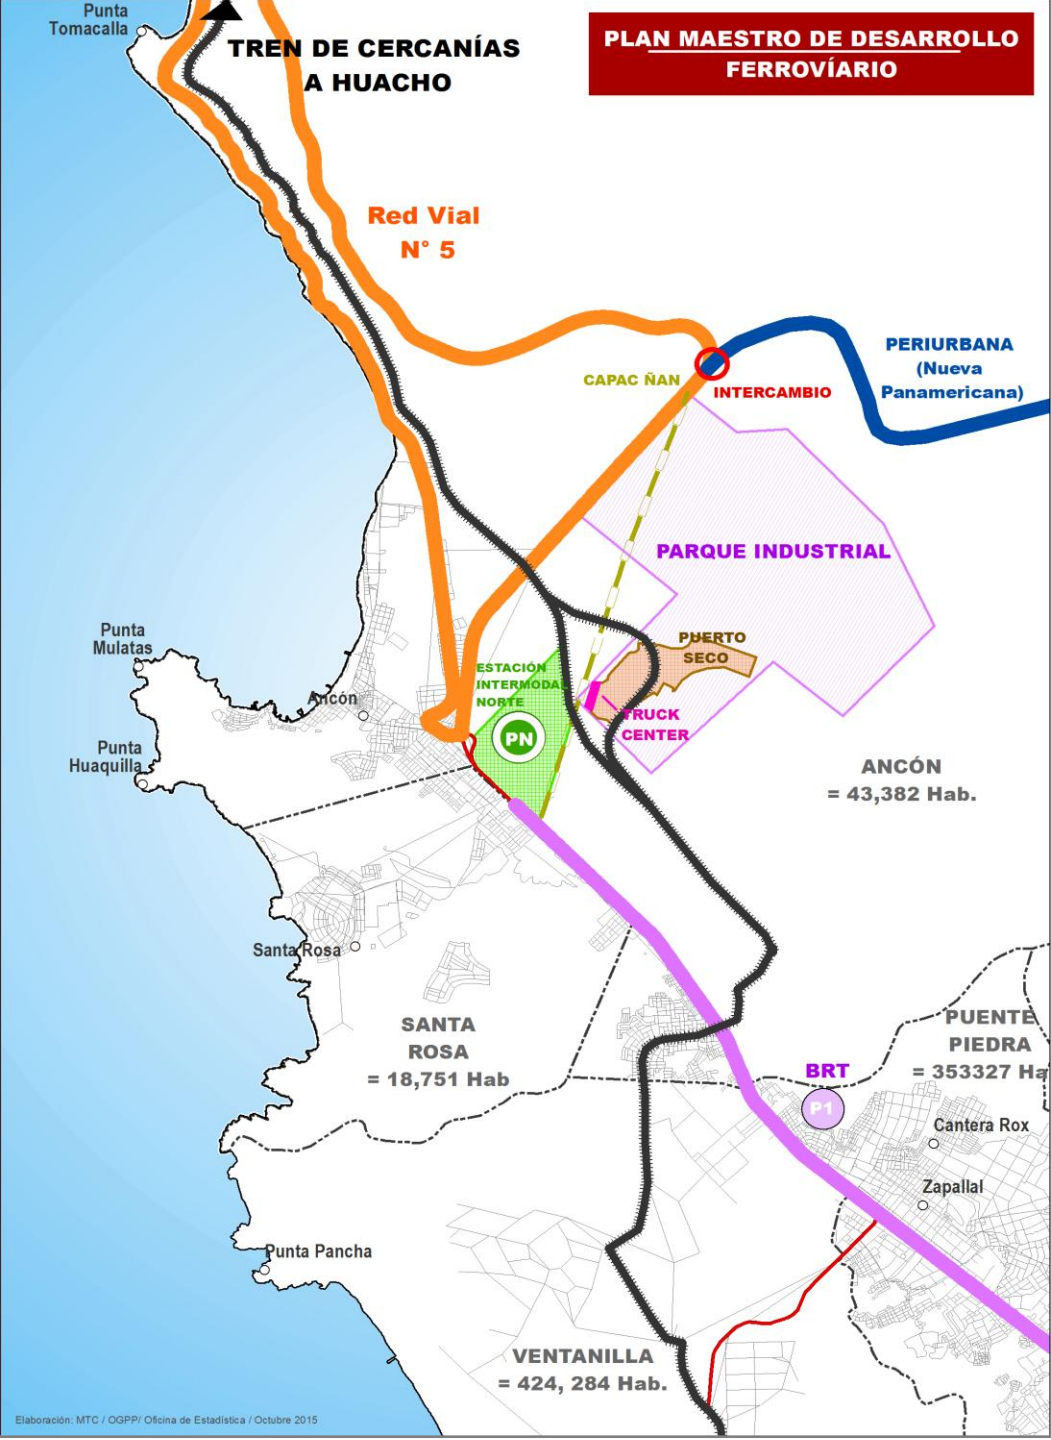 Punta
Tomacalla
TREN DE CERCANÍAS
A HUACHO
PLAN MAESTRO DE DESARROLLO
FERROVÍARIO
Red Vial
N° 5
PERIURBANA
(Nueva
Panamericana)
CAPAC ÑAN
INTERCAMBIO
PARQUE INDUSTRIAL
Punta
Mulatas
PUERTO
SECO
ESTACIÓN
INTERMODA
NORTE
Ancón
TRUCK
CENTER
PN
Punta
Huaquilla
ANCÓN
= 43,382 Hab.
Santa Rosa
SANTA
ROSA
= 18,751 Hab
PUENTE
PIEDRA
= 353327 Ha
BRT
P1
Cantera Rox
Zapallal
Punta Pancha
VENTANILLA
= 424, 284 Hab.
Elaboración: MTC / OGPP/ Oficina de Estadística / Octubre 2015